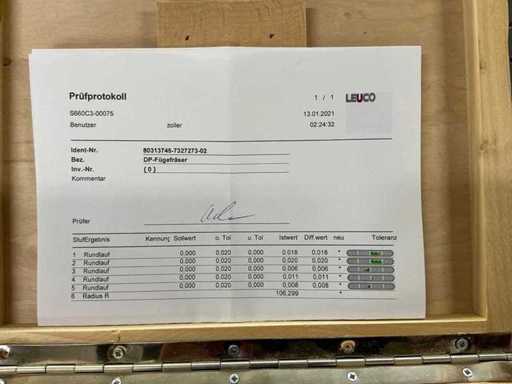 Prüfprotokoll 1 / 1 LEUCO
S660C3-00075 13.01.2021
Benutzer zoller 02:24:32
Ident-Nr. 80313745-7327273-02
Bez. DP-Fügefräser
Inv.-Nr. ( 0 )
Kommentar
Prüfer
Stuf Ergebnis Kennung Sollwert o. Tol u. Tol Istwert Diff.wert neu Toleranz
1 Rundlauf 0,000 0,020 0,000 0,018 0,018 *
2 Rundlauf 0,000 0,020 0,000 0,020 0,020 *
3 Rundlauf 0,000 0,020 0,000 0,006 0,006 *
4 Rundlauf 0,000 0,020 0,000 0,011 0,011 *
5 Rundlauf 0,000 0,020 0,000 0,008 0,008 *
6 Radius R 106,299 *